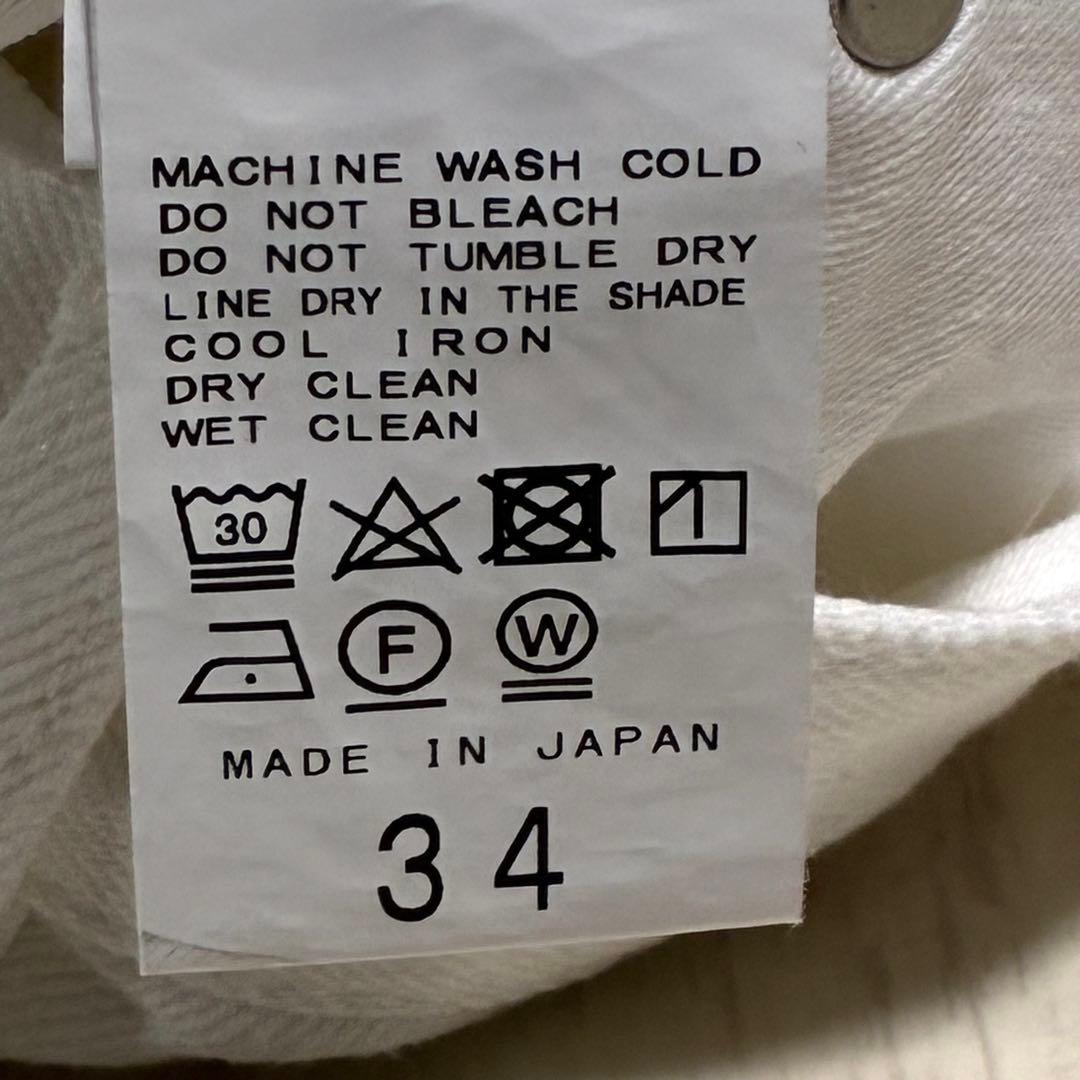 MACHINE WASH COLD
DO NOT BLEACH
DO NOT TUMBLE DRY
LINE DRY IN THE SHADE
COOL IRON
DRY CLEAN
WET CLEAN
30
F W
MADE IN JAPAN
34